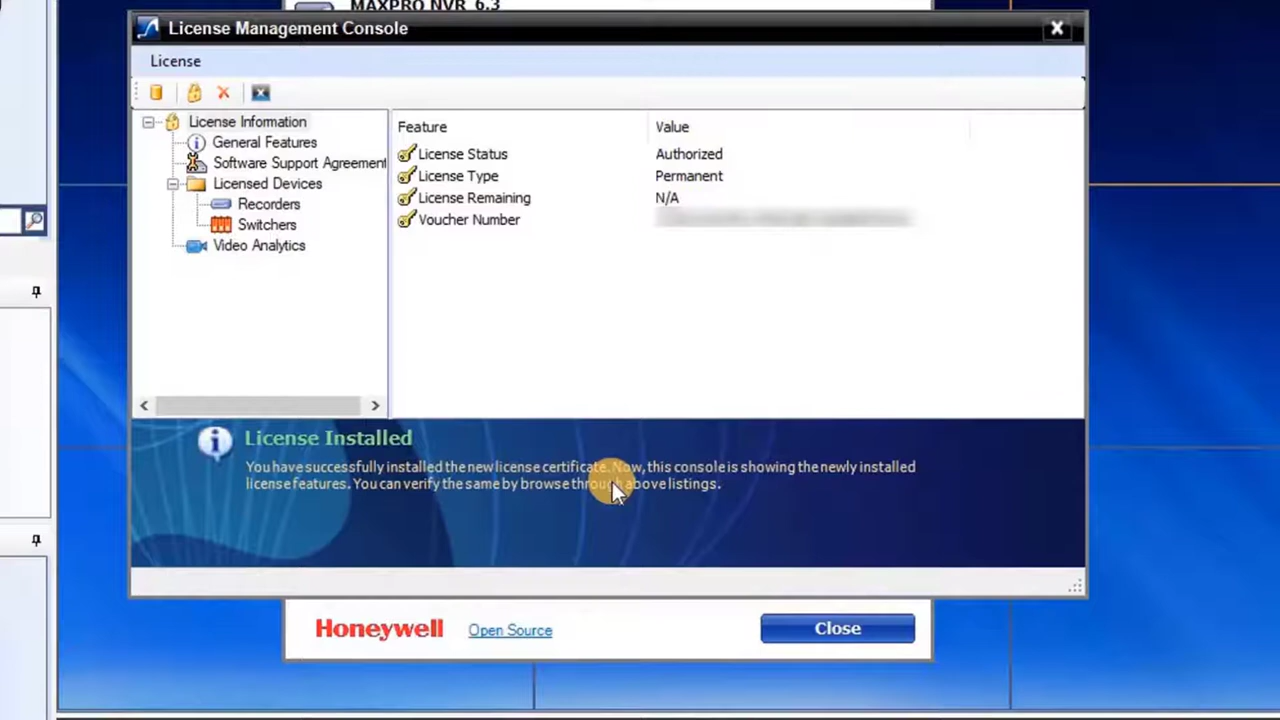 MAXPRO NVR 6.3
License Management Console
License
License Information
General Features
Software Support Agreement
Licensed Devices
Recorders
Switchers
Video Analytics
Feature Value
License Status Authorized
License Type Permanent
License Remaining N/A
Voucher Number
License Installed
You have successfully installed the new license certificate. Now, this console is showing the newly installed
license features. You can verify the same by browse through above listings.
Honeywell Open Source Close